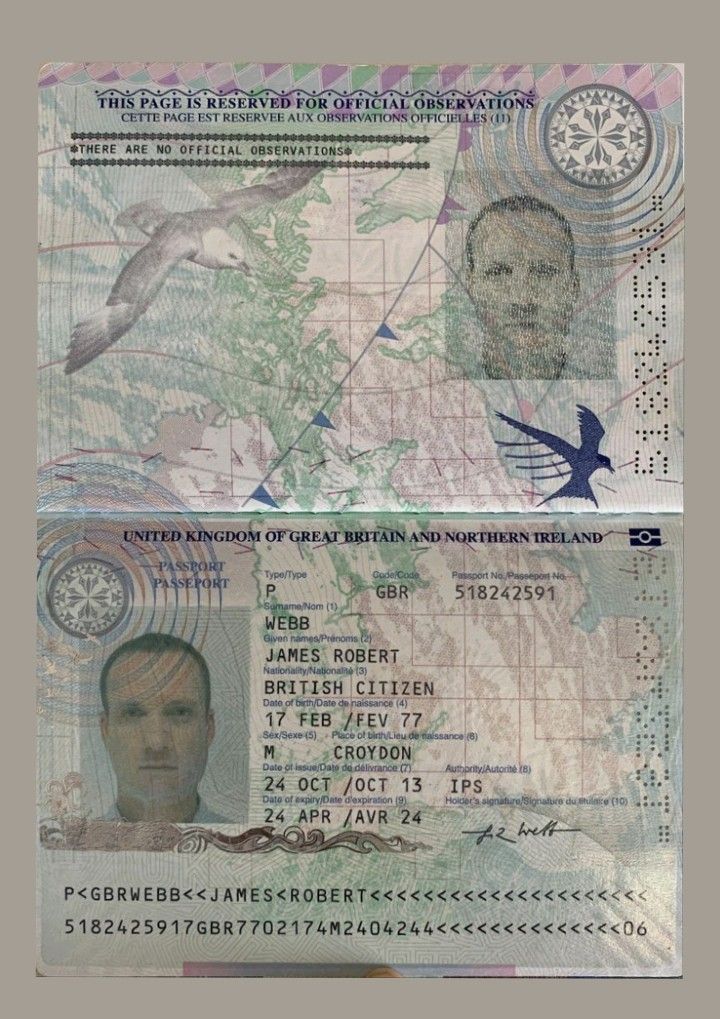 THIS PAGE IS RESERVED FOR OFFICIAL OBSERVATIONS
CETTE PAGE EST RESERVEE AUX OBSERVATIONS OFFICIELLES (11)
*THERE ARE NO OFFICIAL OBSERVATIONS*
518242591
UNITED KINGDOM OF GREAT BRITAIN AND NORTHERN IRELAND
PASSPORT
PASSEPORT
Type/Type Code/Code Passport No./Passeport No.
P GBR 518242591
Surname/Nom (1)
WEBB
Given names/Prénoms (2)
JAMES ROBERT
Nationality/Nationalité (3)
BRITISH CITIZEN
Date of birth/Date de naissance (4)
17 FEB /FEV 77
Sex/Sexe (5) Place of birth/Lieu de naissance (6)
M CROYDON
Date of issue/Date de délivrance (7) Authority/Autorité (8)
24 OCT /OCT 13 IPS
Date of expiry/Date d'expiration (9) Holder's signature/Signature du titulaire (10)
24 APR /AVR 24
P<GBRWEBB<<JAMES<ROBERT<<<<<<<<<<<<<<<<<<<<<
5182425917GBR7702174M2404244<<<<<<<<<<<<<<06